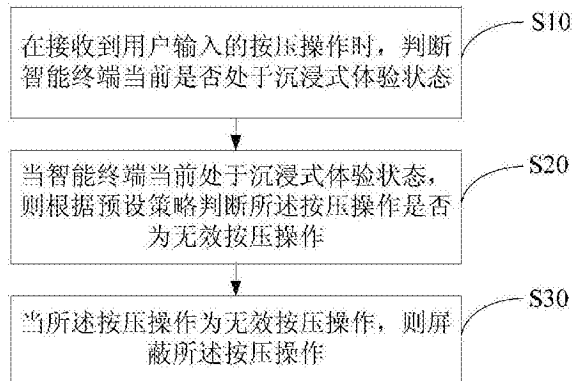 在接收到用户输入的按压操作时，判断
智能终端当前是否处于沉浸式体验状态
S10
当智能终端当前处于沉浸式体验状态，
则根据预设策略判断所述按压操作是否
为无效按压操作
S20
当所述按压操作为无效按压操作，则屏
蔽所述按压操作
S30